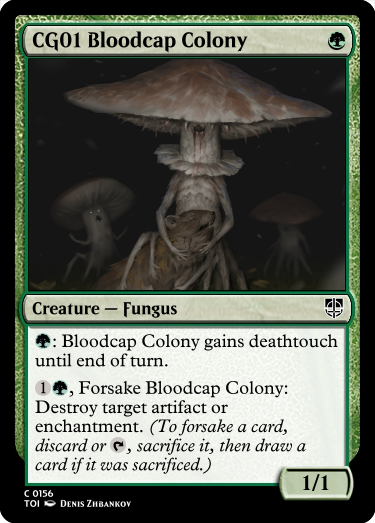 CG01 Bloodcap Colony
Creature — Fungus
: Bloodcap Colony gains deathtouch
until end of turn.
1, Forsake Bloodcap Colony:
Destroy target artifact or
enchantment. (To forsake a card,
discard or , sacrifice it, then draw a
card if it was sacrificed.)
1/1
C 0156
TOI DENIS ZHBANKOV